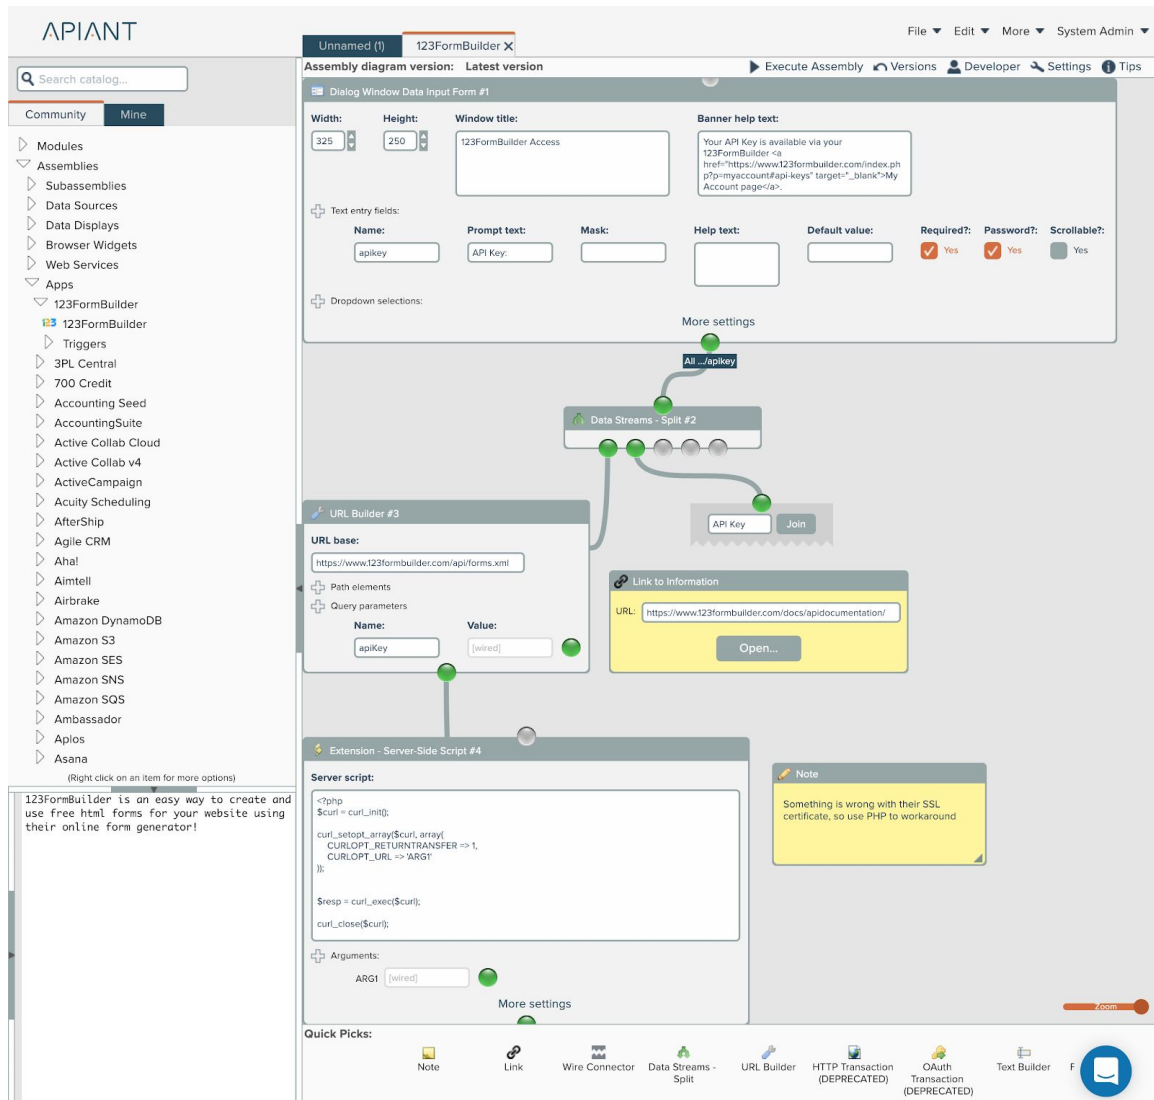 APIANT
File Edit More System Admin
Unnamed (1) 123FormBuilder
Assembly diagram version: Latest version
Execute Assembly Versions Developer Settings Tips
Search catalog...
Community Mine
Modules
Assemblies
Subassemblies
Data Sources
Data Displays
Browser Widgets
Web Services
Apps
123FormBuilder
123 123FormBuilder
Triggers
3PL Central
700 Credit
Accounting Seed
AccountingSuite
Active Collab Cloud
Active Collab v4
ActiveCampaign
Acuity Scheduling
AfterShip
Agile CRM
Aha!
Aimtell
Airbrake
Amazon DynamoDB
Amazon S3
Amazon SES
Amazon SNS
Amazon SQS
Ambassador
Aplos
Asana
(Right click on an item for more options)
123FormBuilder is an easy way to create and
use free html forms for your website using
their online form generator!
Dialog Window Data Input Form #1
Width: Height: Window title: Banner help text:
325 250 123FormBuilder Access
Your API Key is available via your
123FormBuilder <a
href="https://www.123formbuilder.com/index.ph
p?p=myaccount#api-keys" target="_blank">My
Account page</a>.
Text entry fields:
Name: Prompt text: Mask: Help text: Default value: Required?: Password?: Scrollable?:
apikey API Key: Yes Yes Yes
Dropdown selections:
More settings
All .../apikey
Data Streams - Split #2
API Key Join
URL Builder #3
URL base:
https://www.123formbuilder.com/api/forms.xml
Path elements
Query parameters
Name: Value:
apiKey [wired]
Link to Information
URL: https://www.123formbuilder.com/docs/apidocumentation/
Open...
Extension - Server-Side Script #4
Server script:
<?php
$curl = curl_init();
curl_setopt_array($curl, array(
CURLOPT_RETURNTRANSFER => 1,
CURLOPT_URL => 'ARG1'
));
$resp = curl_exec($curl);
curl_close($curl);
Arguments:
ARG1 [wired]
More settings
Note
Something is wrong with their SSL
certificate, so use PHP to workaround
Zoom
Quick Picks:
Note
Link
Wire Connector
Data Streams -
Split
URL Builder
HTTP Transaction
(DEPRECATED)
OAuth
Transaction
(DEPRECATED)
Text Builder